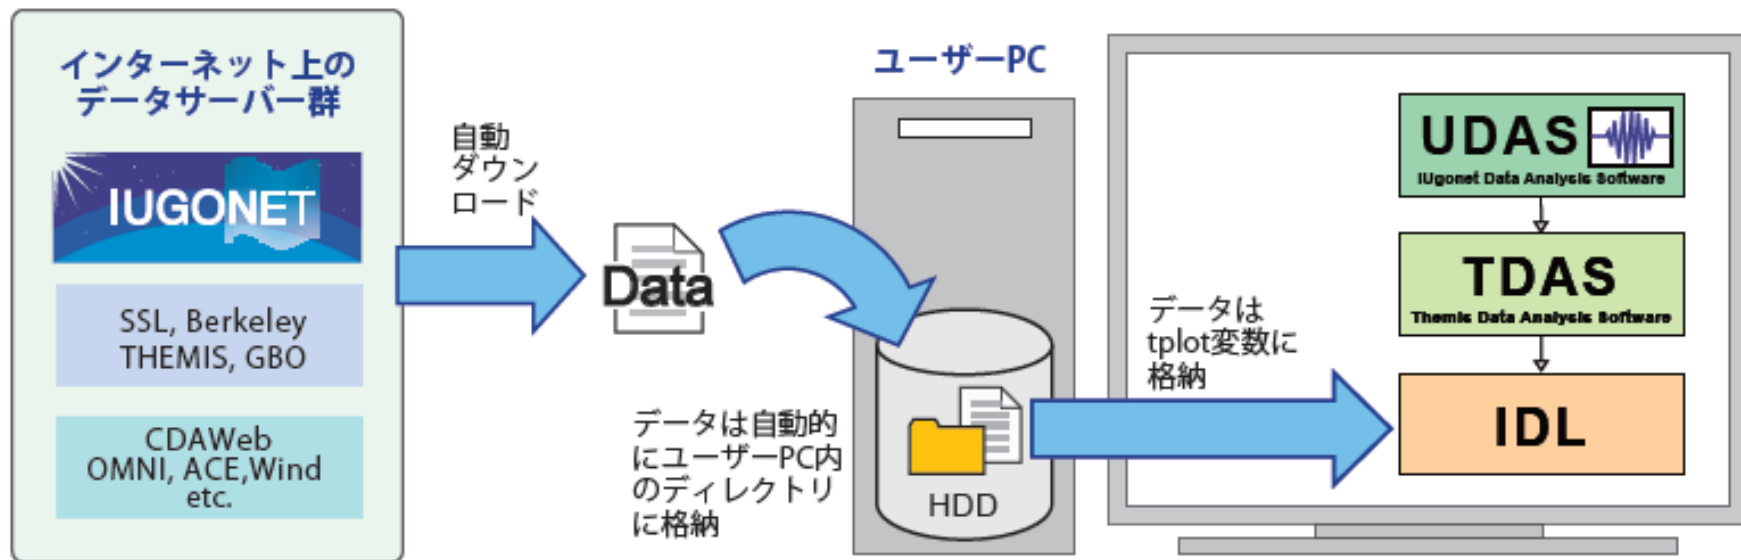 インターネット上の
データサーバー群
IUGONET
SSL, Berkeley
THEMIS, GBO
CDAWeb
OMNI, ACE,Wind
etc.
自動
ダウン
ロード
Data
データは自動的
にユーザーPC内
のディレクトリ
に格納
ユーザーPC
HDD
データは
tplot変数に
格納
UDAS
IUgonet Data Analysis Software
TDAS
Themis Data Analysis Software
IDL